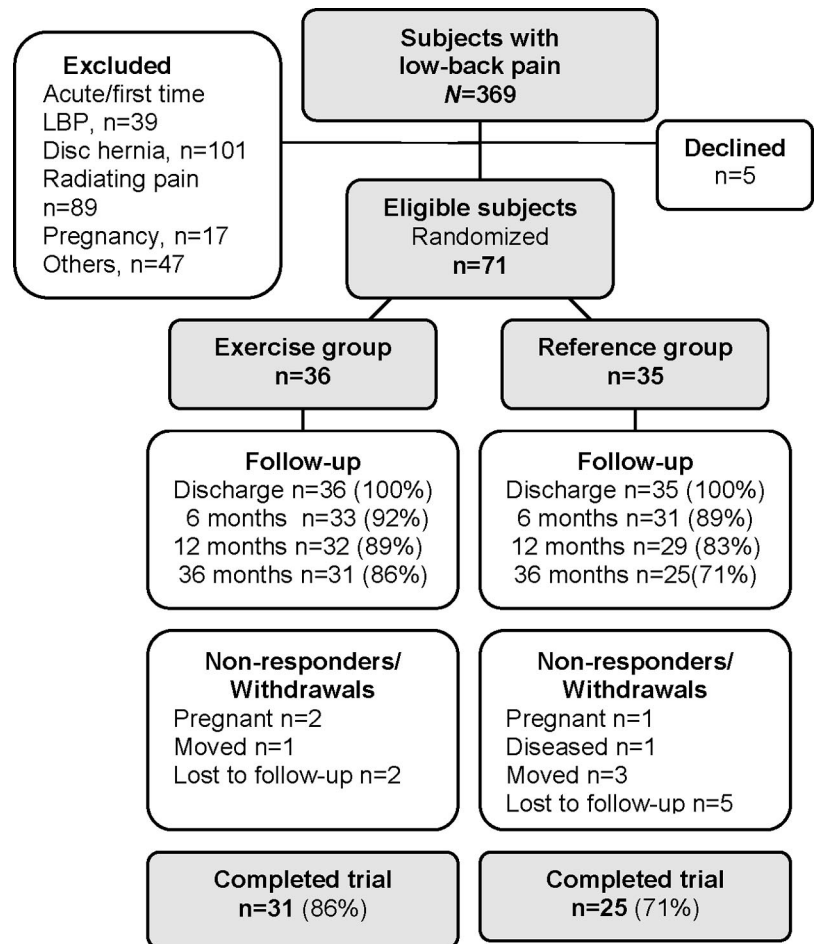 Subjects with
low-back pain
N=369
Excluded
Acute/first time
LBP, n=39
Disc hernia, n=101
Radiating pain
n=89
Pregnancy, n=17
Others, n=47
Declined
n=5
Eligible subjects
Randomized
n=71
Exercise group
n=36
Reference group
n=35
Follow-up
Discharge n=36 (100%)
6 months n=33 (92%)
12 months n=32 (89%)
36 months n=31 (86%)
Follow-up
Discharge n=35 (100%)
6 months n=31 (89%)
12 months n=29 (83%)
36 months n=25(71%)
Non-responders/
Withdrawals
Pregnant n=2
Moved n=1
Lost to follow-up n=2
Non-responders/
Withdrawals
Pregnant n=1
Diseased n=1
Moved n=3
Lost to follow-up n=5
Completed trial
n=31 (86%)
Completed trial
n=25 (71%)